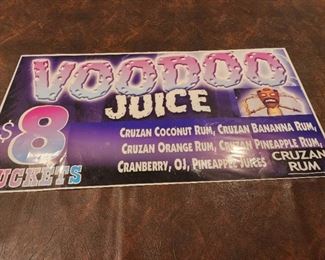 VOODOO
JUICE
$8
BUCKETS
CRUZAN COCONUT RUM, CRUZAN BAHANNA RUM,
CRUZAN ORANGE RUM, CRUZAN PINEAPPLE RUM,
CRANBERRY, OJ, PINEAPPLE JUICES
CRUZAN
RUM